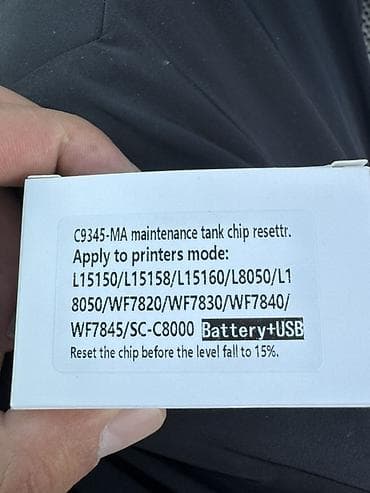 C9345-MA maintenance tank chip resettr.
Apply to printers mode:
L15150/L15158/L15160/L8050/L1
8050/WF7820/WF7830/WF7840/
WF7845/SC-C8000 Battery+USB
Reset the chip before the level fall to 15%.